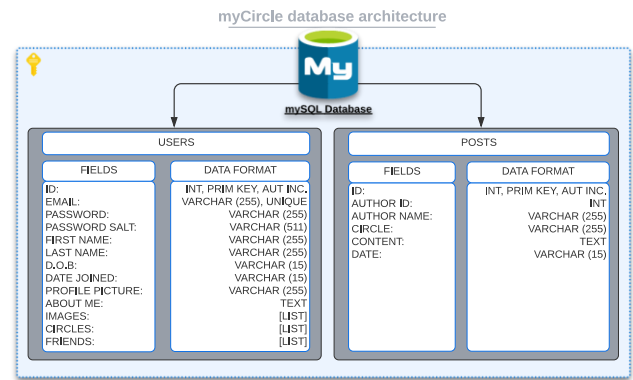 myCircle database architecture
My
mySQL Database
USERS
FIELDS
DATA FORMAT
ID: INT, PRIM KEY, AUT INC.
EMAIL: VARCHAR (255), UNIQUE
PASSWORD: VARCHAR (255)
PASSWORD SALT: VARCHAR (511)
FIRST NAME: VARCHAR (255)
LAST NAME: VARCHAR (255)
D.O.B: VARCHAR (15)
DATE JOINED: VARCHAR (15)
PROFILE PICTURE: VARCHAR (255)
ABOUT ME: TEXT
IMAGES: [LIST]
CIRCLES: [LIST]
FRIENDS: [LIST]
POSTS
FIELDS
DATA FORMAT
ID: INT, PRIM KEY, AUT INC.
AUTHOR ID: INT
AUTHOR NAME: VARCHAR (255)
CIRCLE: VARCHAR (255)
CONTENT: TEXT
DATE: VARCHAR (15)